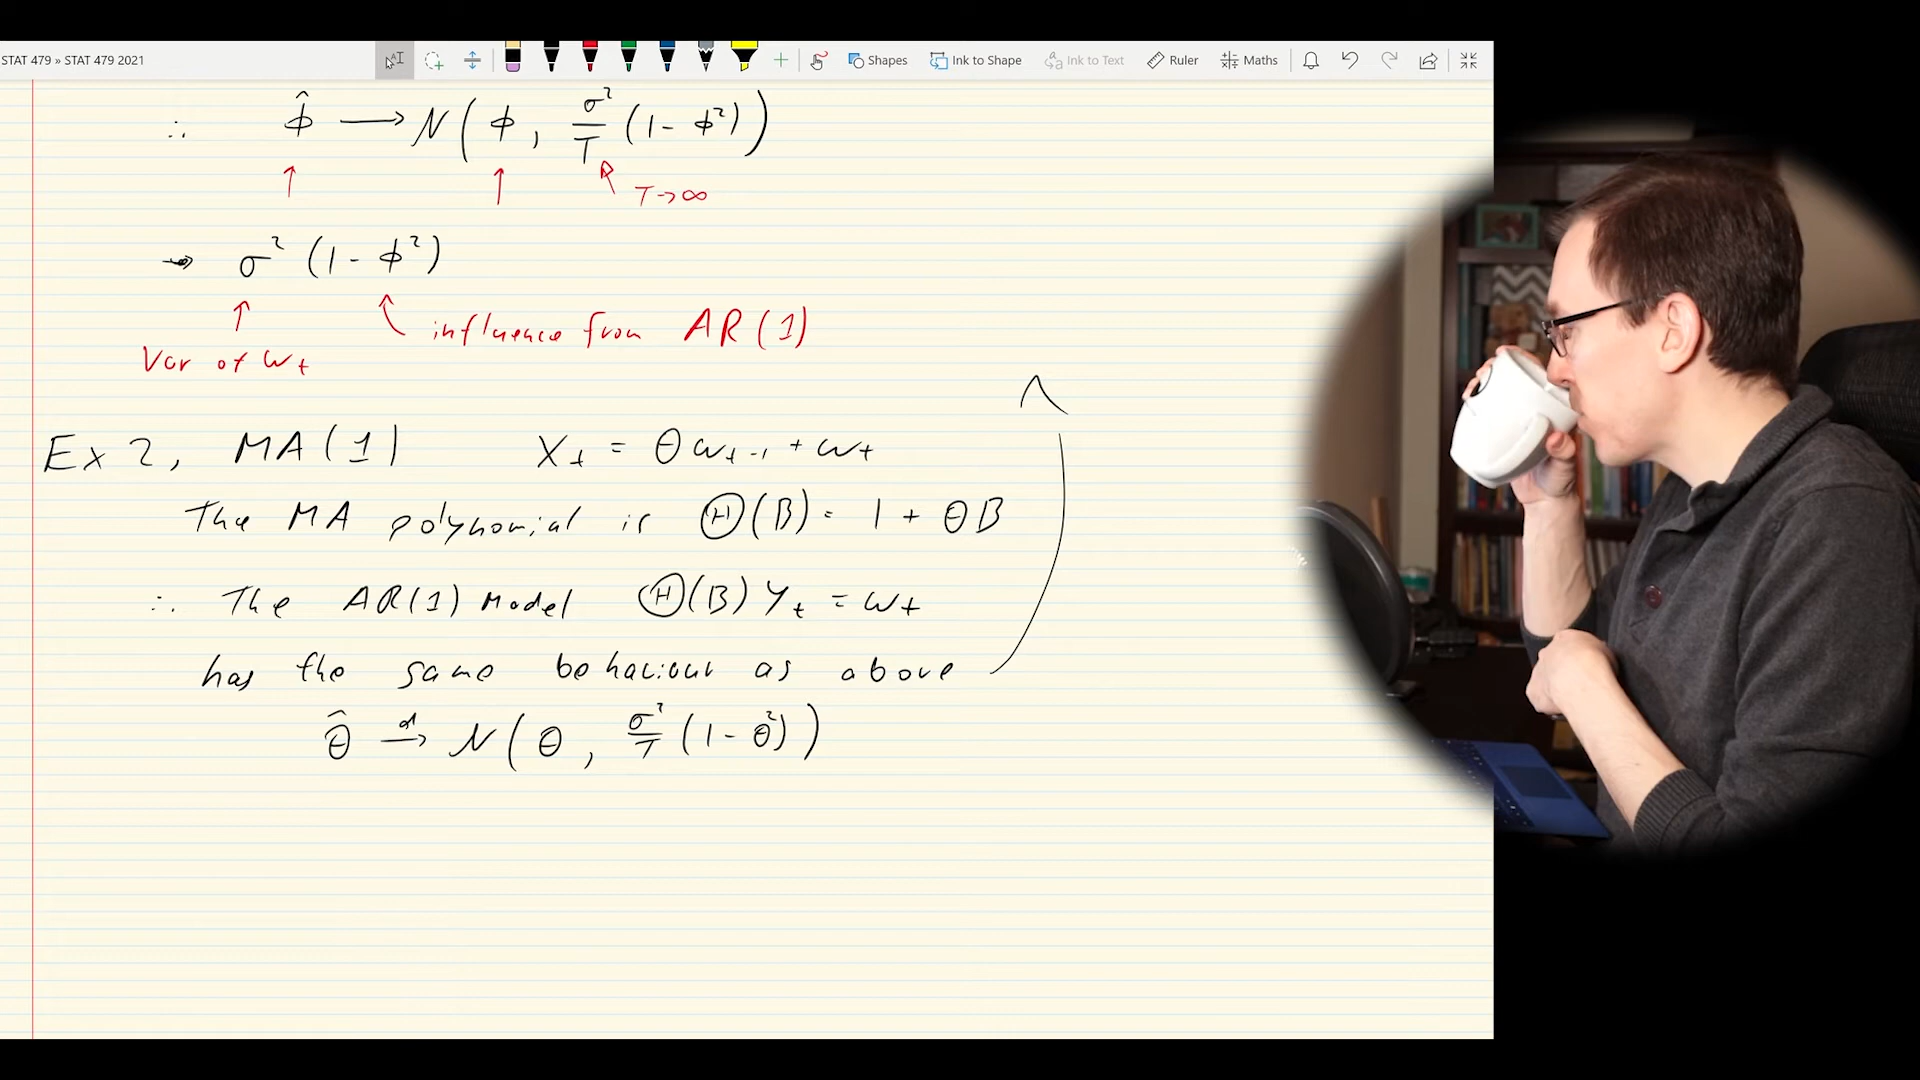 STAT 479 » STAT 479 2021 Shapes Ink to Shape Ink to Text Ruler Maths
∴ ϕ̂ → N(ϕ, σ²/T (1 - ϕ²))
T→∞
→ σ² (1 - ϕ²)
influence from AR(1)
Var of wₜ
Ex 2, MA(1) Xₜ = θwₜ₋₁ + wₜ
The MA polynomial is Ⓗ(B) = 1 + θB
∴ The AR(1) Model Ⓗ(B)Yₜ = wₜ
has the same behaviour as above
θ̂ →ᵈ N(θ, σ²/T (1 - θ²))